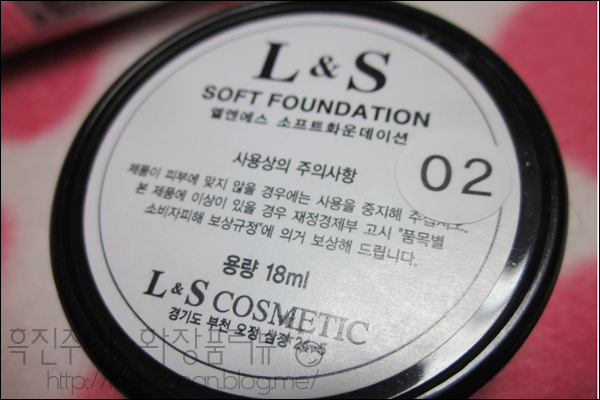 L & S
SOFT FOUNDATION
엘엔에스 소프트화운데이션
02
사용상의 주의사항
제품이 피부에 맞지 않을 경우에는 사용을 중지해 주십시오.
본 제품에 이상이 있을 경우 재정경제부 고시 "품목별
소비자피해 보상규정"에 의거 보상해 드립니다.
용량 18ml
L & S COSMETIC
경기도 부천 오정 삼정
http://
blog.me/